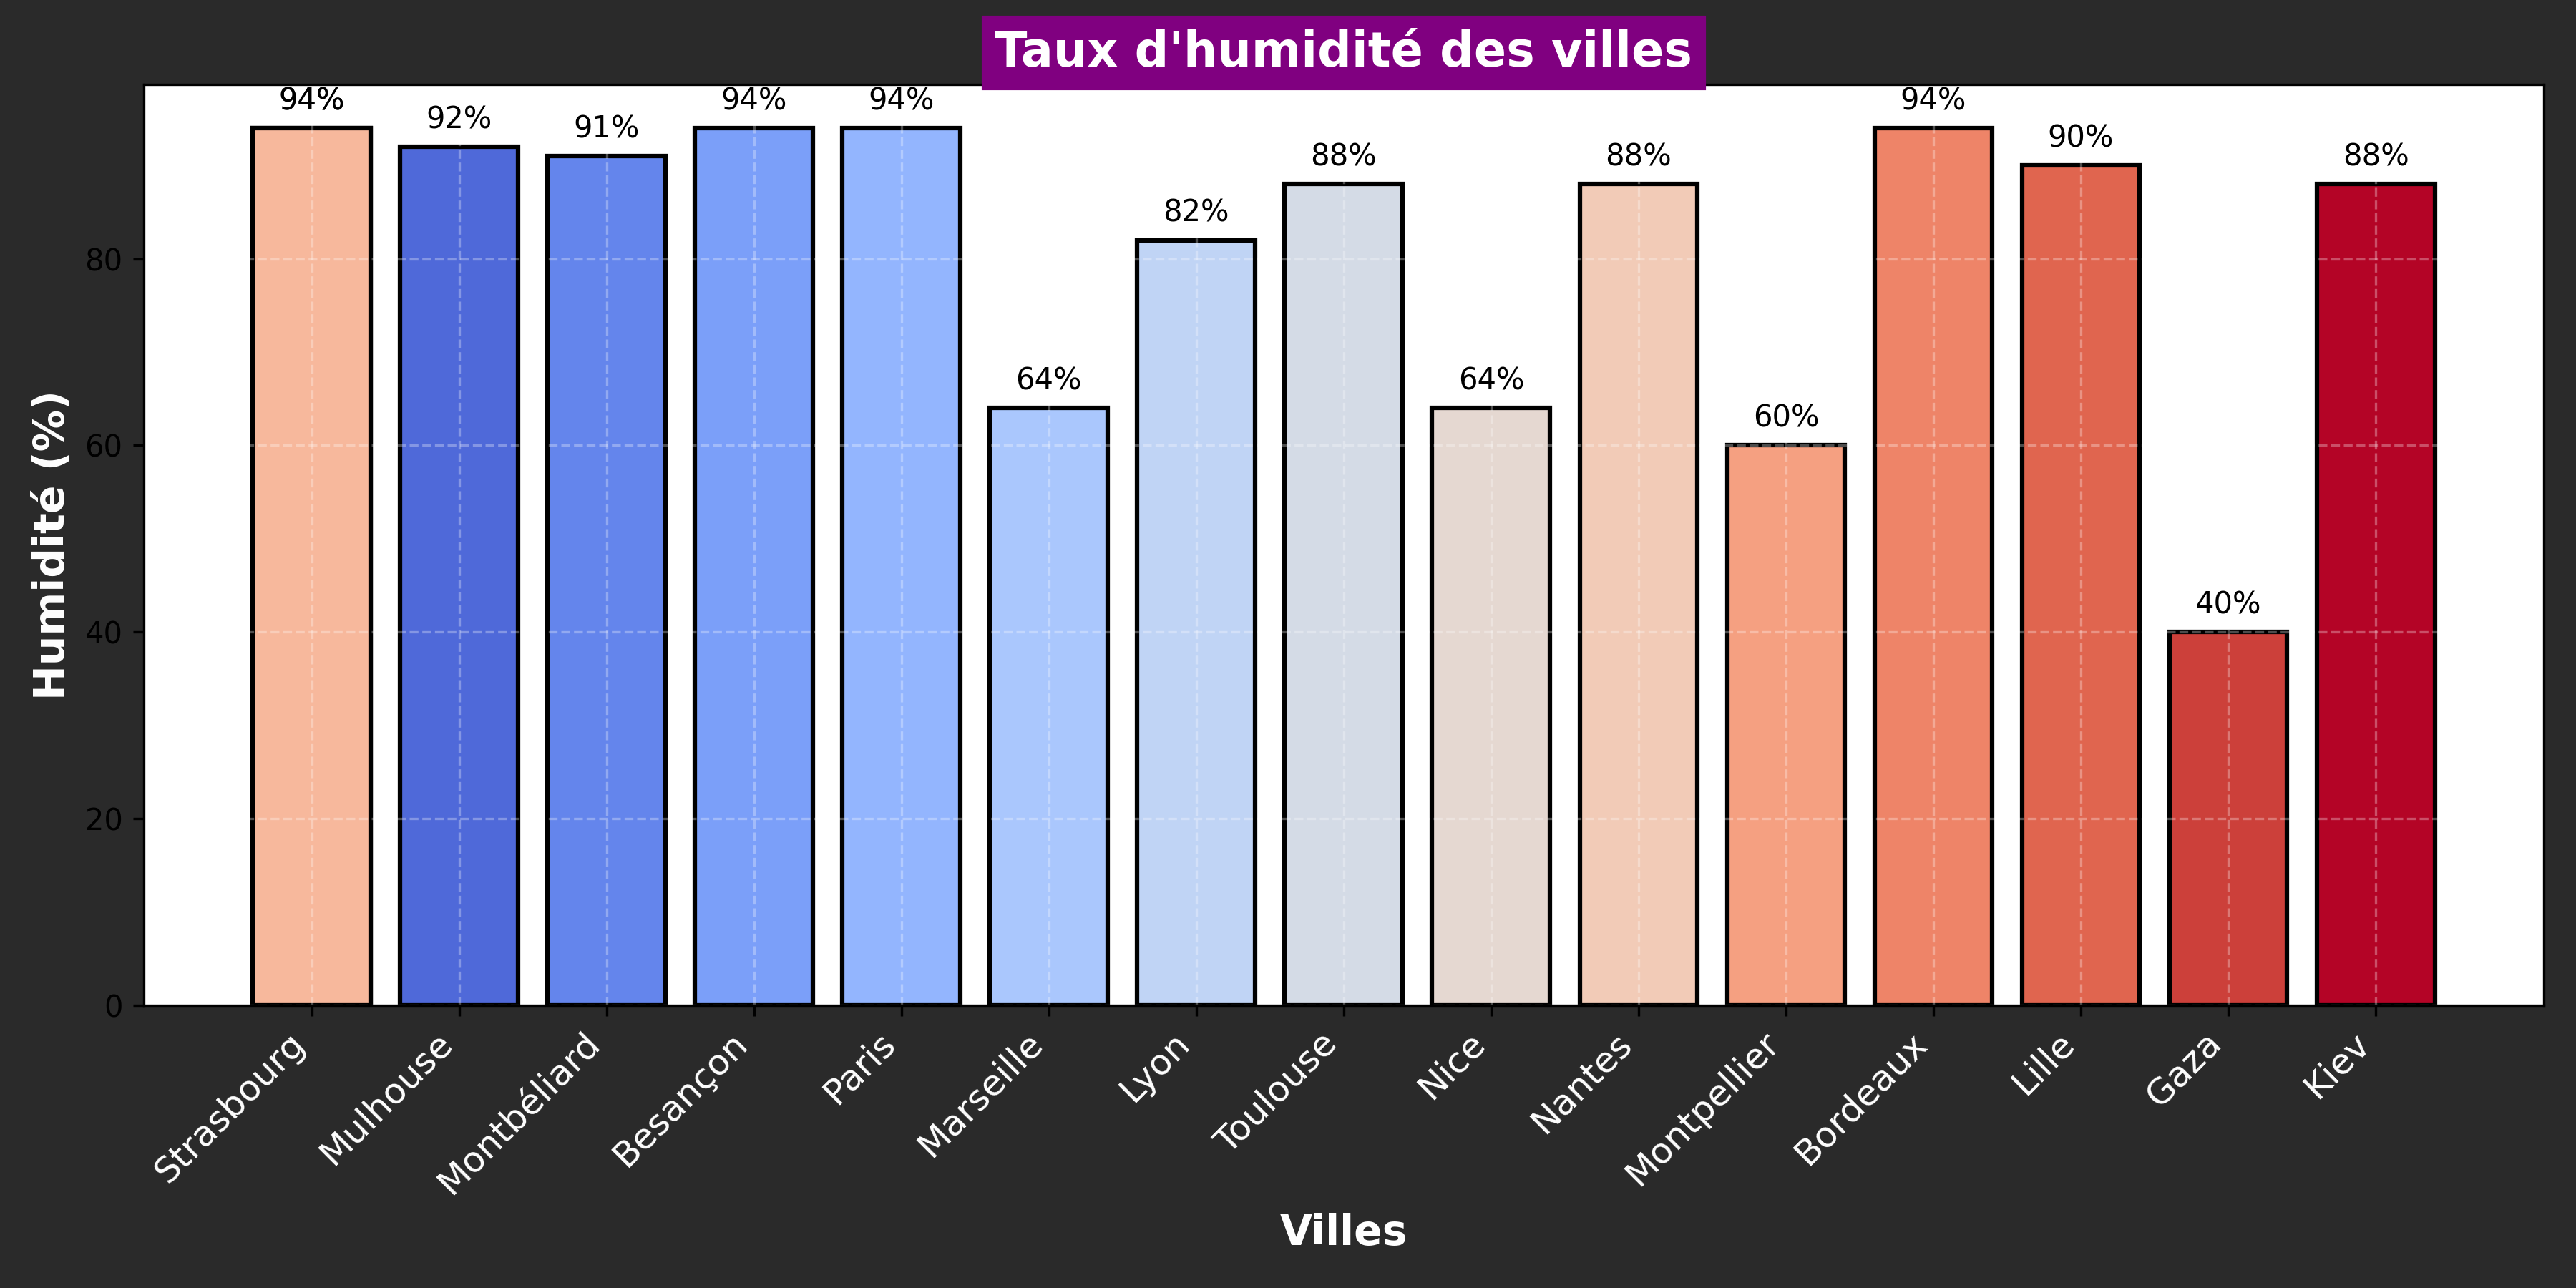 Taux d'humidité des villes
94%
92%
91%
94%
94%
64%
82%
88%
64%
88%
60%
94%
90%
40%
88%
Humidité (%)
80
60
40
20
0
Strasbourg
Mulhouse
Montbéliard
Besançon
Paris
Marseille
Lyon
Toulouse
Nice
Nantes
Montpellier
Bordeaux
Lille
Gaza
Kiev
Villes